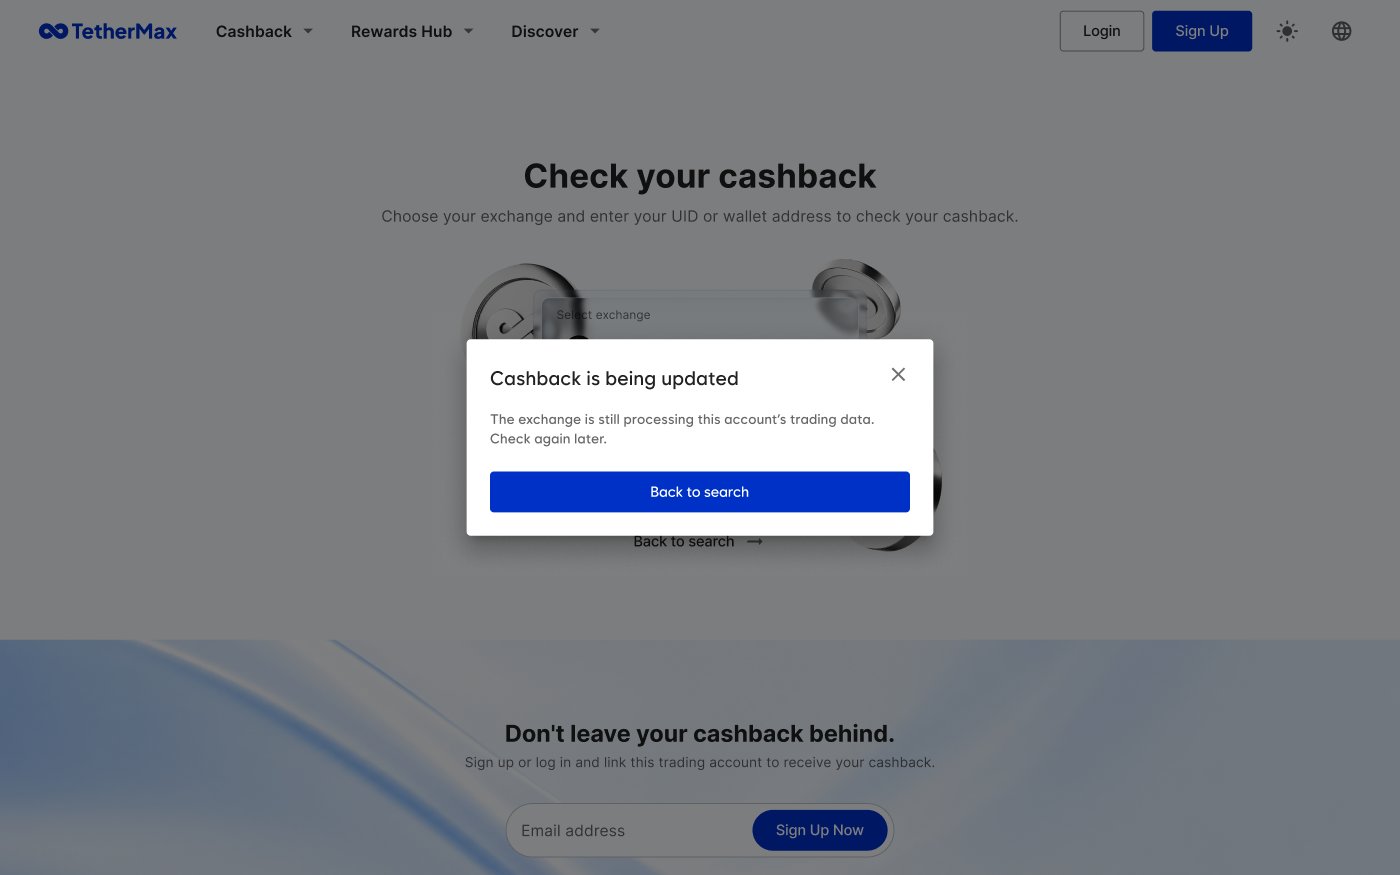 TetherMax
Cashback
Rewards Hub
Discover
Login
Sign Up
Check your cashback
Choose your exchange and enter your UID or wallet address to check your cashback.
Select exchange
Cashback is being updated
The exchange is still processing this account’s trading data.
Check again later.
Back to search
Back to search
Don't leave your cashback behind.
Sign up or log in and link this trading account to receive your cashback.
Email address
Sign Up Now